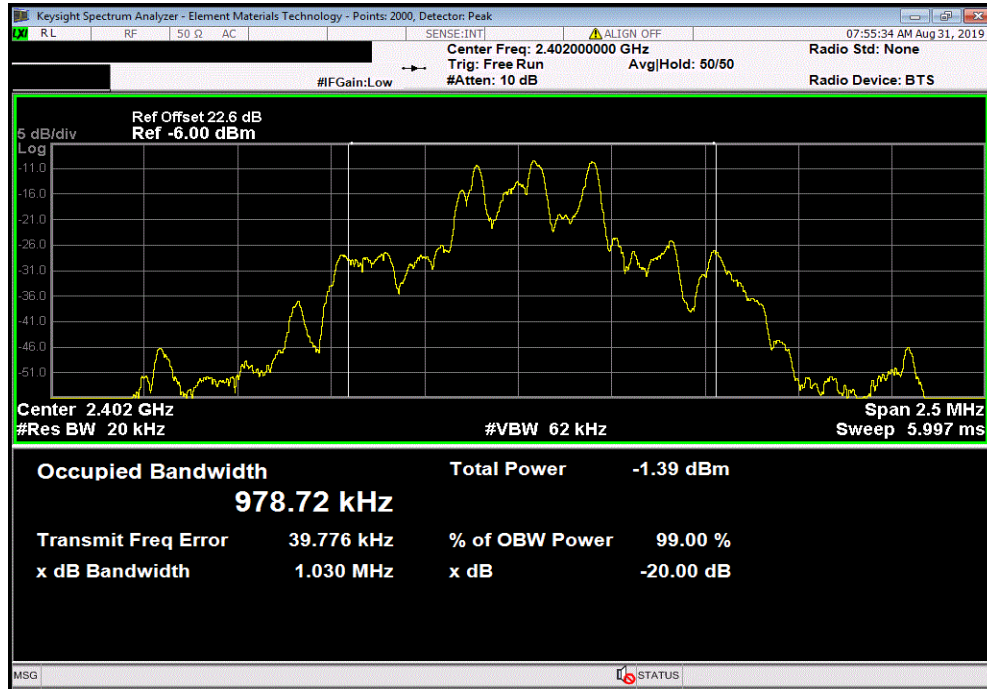 Keysight Spectrum Analyzer - Element Materials Technology - Points: 2000, Detector: Peak
LXI RL RF 50 Ω AC SENSE:INT ALIGN OFF 07:55:34 AM Aug 31, 2019
Center Freq: 2.402000000 GHz Radio Std: None
Trig: Free Run Avg|Hold: 50/50
#IFGain:Low #Atten: 10 dB Radio Device: BTS
Ref Offset 22.6 dB
5 dB/div Ref -6.00 dBm
Log
-11.0
-16.0
-21.0
-26.0
-31.0
-36.0
-41.0
-46.0
-51.0
Center 2.402 GHz Span 2.5 MHz
#Res BW 20 kHz #VBW 62 kHz Sweep 5.997 ms
Occupied Bandwidth Total Power -1.39 dBm
978.72 kHz
Transmit Freq Error 39.776 kHz % of OBW Power 99.00 %
x dB Bandwidth 1.030 MHz x dB -20.00 dB
MSG STATUS